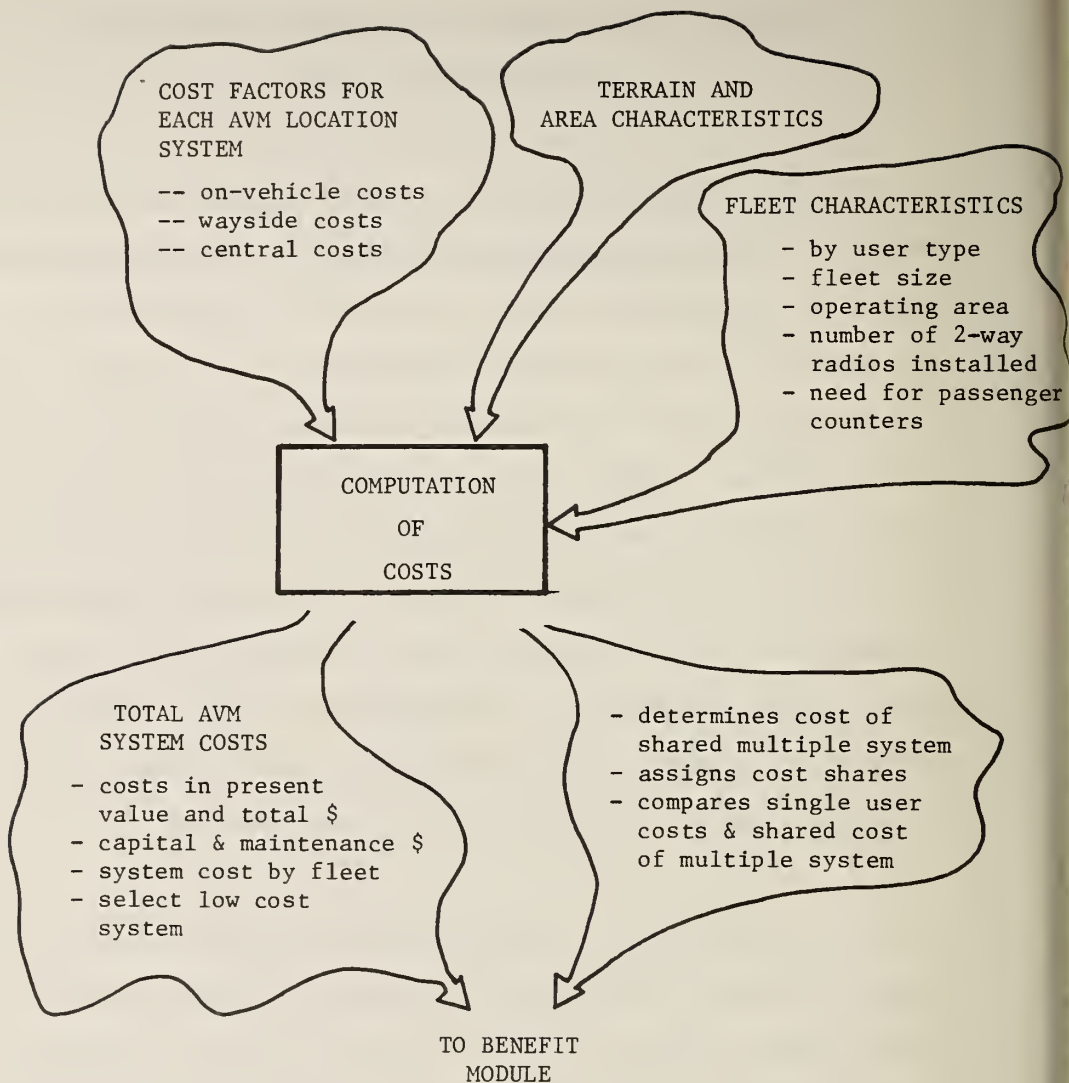 COST FACTORS FOR
EACH AVM LOCATION
SYSTEM
-- on-vehicle costs
-- wayside costs
-- central costs
TERRAIN AND
AREA CHARACTERISTICS
FLEET CHARACTERISTICS
- by user type
- fleet size
- operating area
- number of 2-way
radios installed
- need for passenger
counters
COMPUTATION
OF
COSTS
TOTAL AVM
SYSTEM COSTS
- costs in present
value and total $
- capital & maintenance $
- system cost by fleet
- select low cost
system
- determines cost of
shared multiple system
- assigns cost shares
- compares single user
costs & shared cost
of multiple system
TO BENEFIT
MODULE